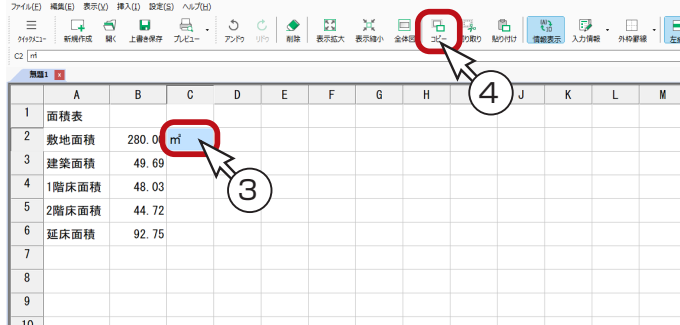 ファイル(F) 編集(E) 表示(V) 挿入(I) 設定(S) ヘルプ(H)
クイックメニュー 新規作成 開く 上書き保存 プレビュー アンドウ リドウ 削除 表示拡大 表示縮小 全体図 コピー 切り取り 貼り付け 情報表示 入力情報 外枠罫線
C2 ㎡
無題1
A B C D E F G H J K L M
1 面積表
2 敷地面積 280.0 ㎡
3 建築面積 49.69
4 1階床面積 48.03
5 2階床面積 44.72
6 延床面積 92.75
7
8
9
10
③
④